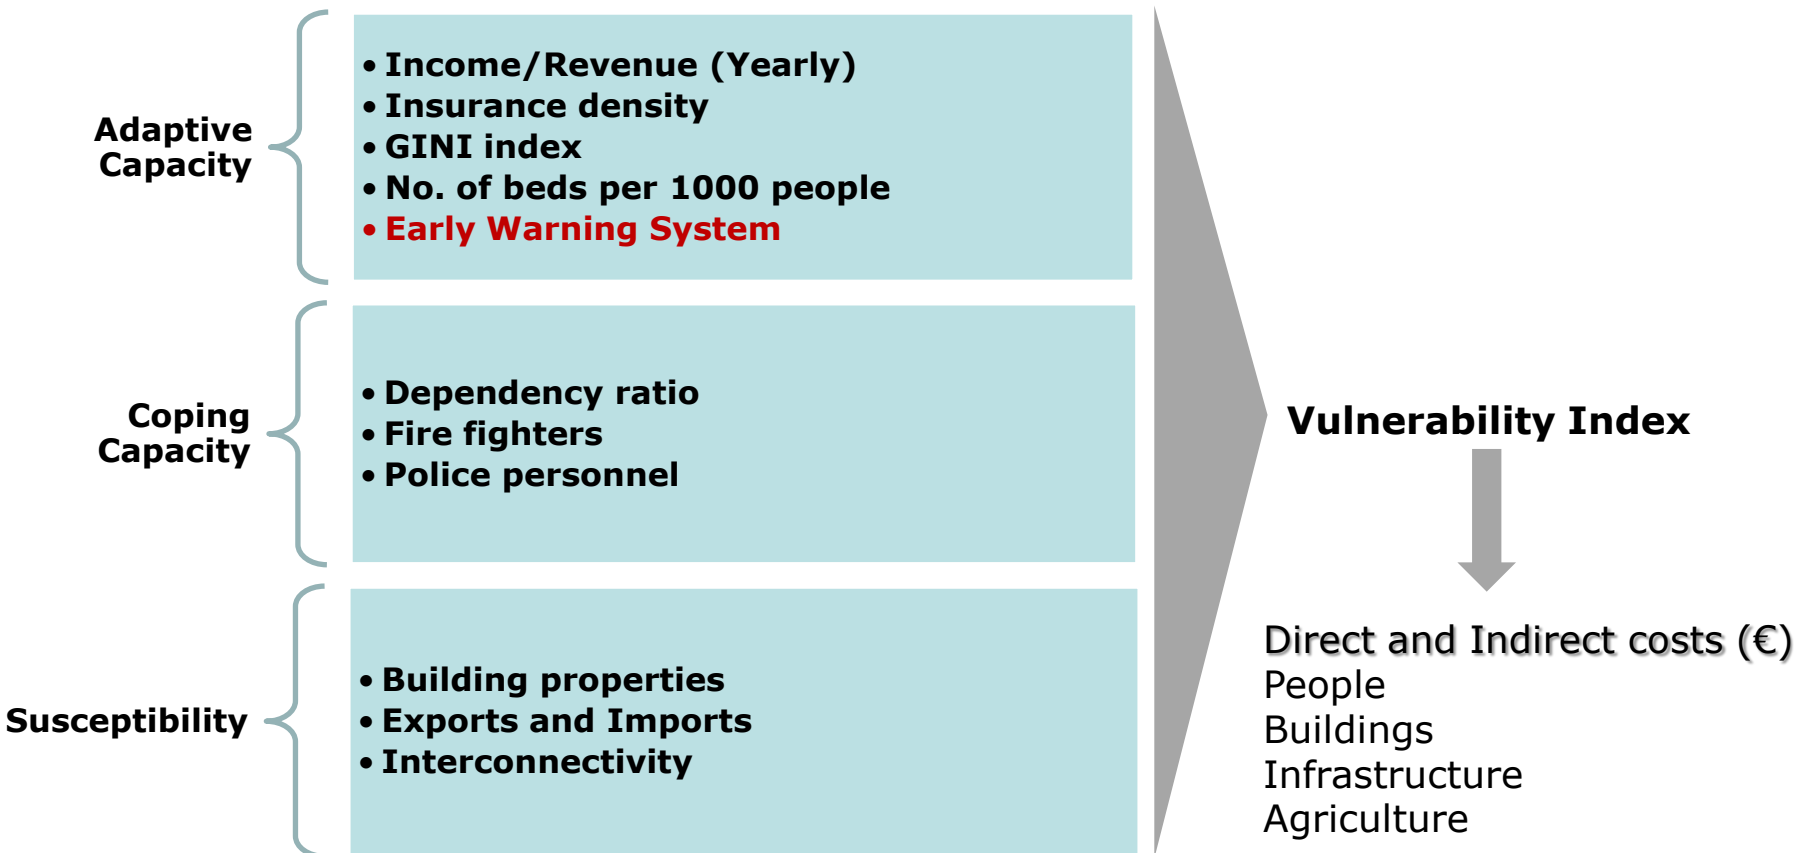 Adaptive
Capacity
• Income/Revenue (Yearly)
• Insurance density
• GINI index
• No. of beds per 1000 people
• Early Warning System
Coping
Capacity
• Dependency ratio
• Fire fighters
• Police personnel
Susceptibility
• Building properties
• Exports and Imports
• Interconnectivity
Vulnerability Index
Direct and Indirect costs (€)
People
Buildings
Infrastructure
Agriculture